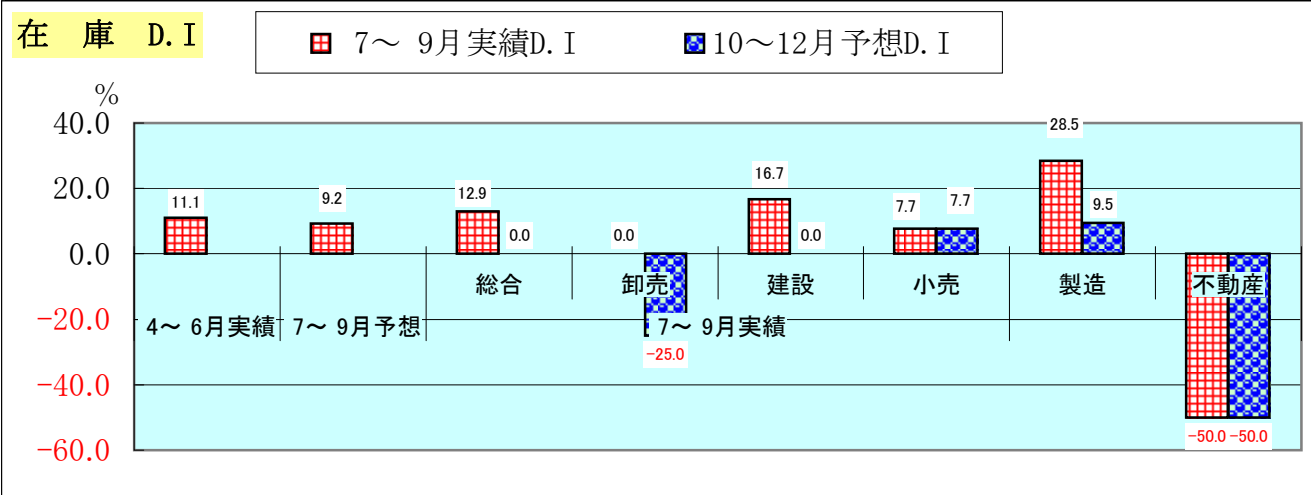 在 庫 D.I
7～ 9月実績D.I
10～12月予想D.I
%
40.0
20.0
0.0
-20.0
-40.0
-60.0
11.1
9.2
12.9
0.0
0.0
-25.0
16.7
0.0
7.7
7.7
28.5
9.5
-50.0
-50.0
総合
卸売
建設
小売
製造
不動産
4～ 6月実績
7～ 9月予想
7～ 9月実績